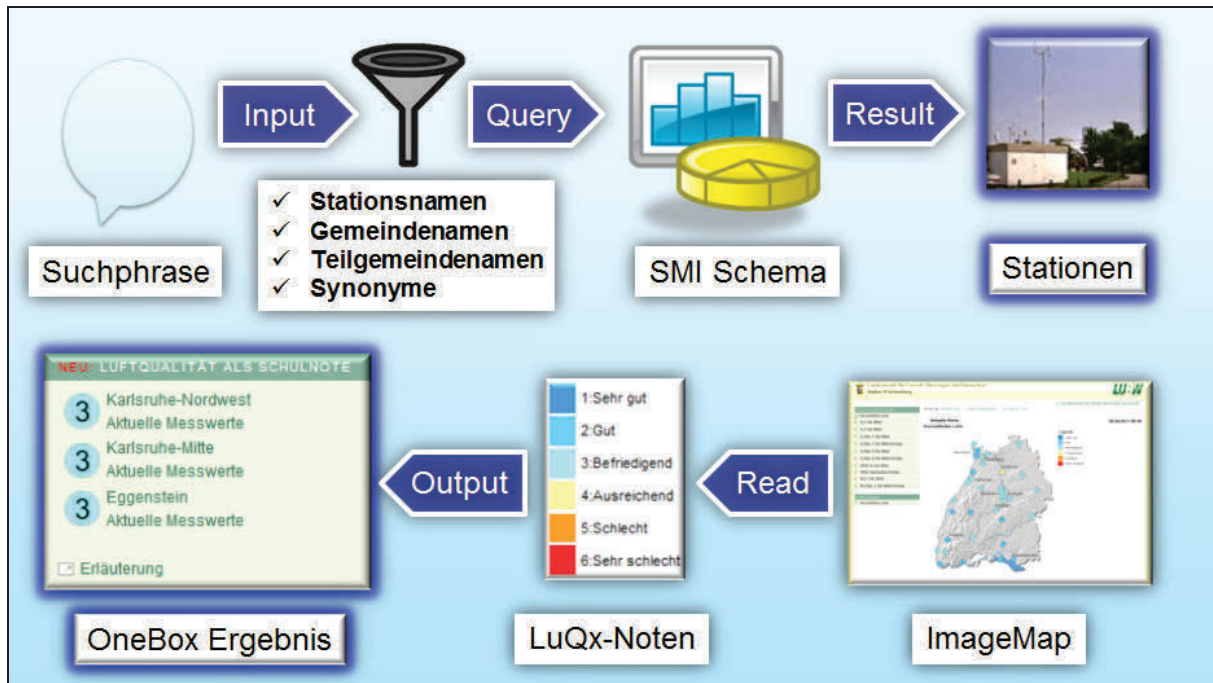 Input
Query
Result
Suchphrase
✓ Stationsnamen
✓ Gemeindenamen
✓ Teilgemeindenamen
✓ Synonyme
SMI Schema
Stationen
NEU: LUFTQUALITÄT ALS SCHULNOTE
3 Karlsruhe-Nordwest
Aktuelle Messwerte
3 Karlsruhe-Mitte
Aktuelle Messwerte
3 Eggenstein
Aktuelle Messwerte
Erläuterung
OneBox Ergebnis
Output
1:Sehr gut
2:Gut
3:Befriedigend
4:Ausreichend
5:Schlecht
6:Sehr schlecht
LuQx-Noten
Read
LU:W
ImageMap